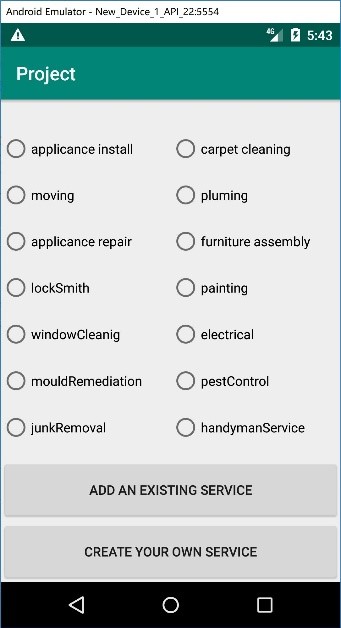 Android Emulator - New_Device_1_API_22:5554
4G 5:43
Project
applicance install
carpet cleaning
moving
pluming
applicance repair
furniture assembly
lockSmith
painting
windowCleanig
electrical
mouldRemediation
pestControl
junkRemoval
handymanService
ADD AN EXISTING SERVICE
CREATE YOUR OWN SERVICE